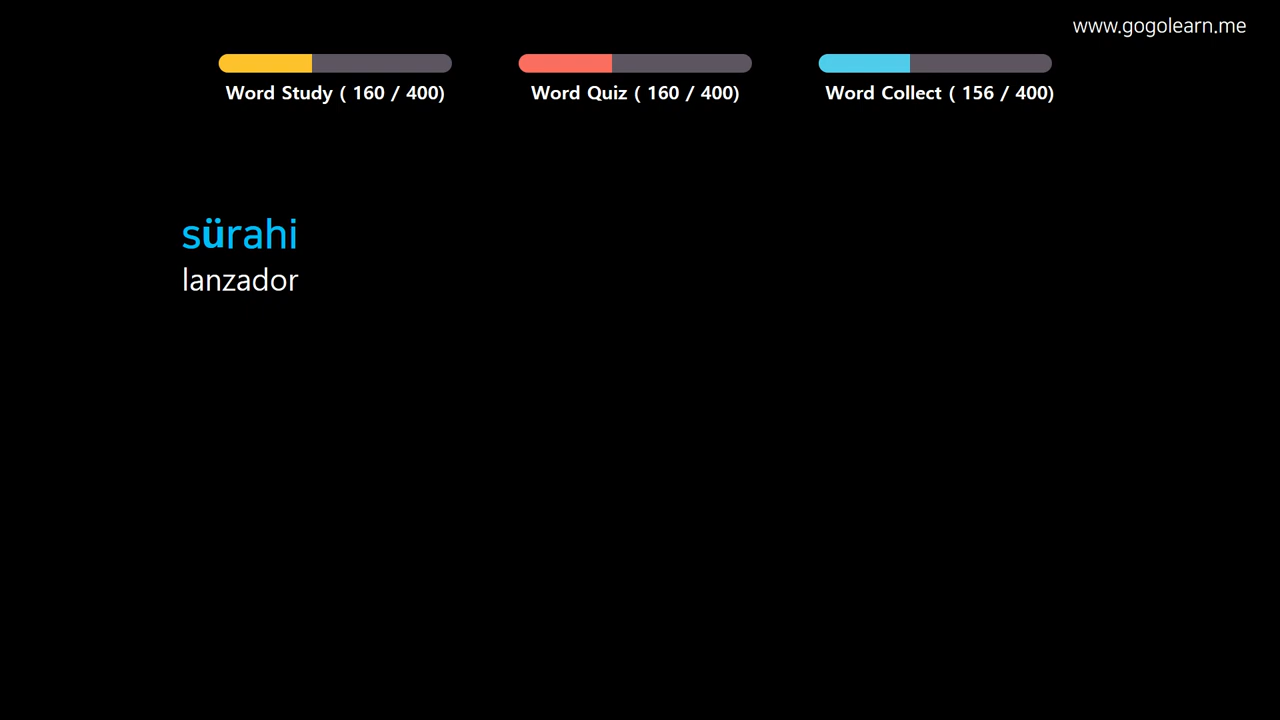 www.gogolearn.me
Word Study ( 160 / 400)
Word Quiz ( 160 / 400)
Word Collect ( 156 / 400)
sürahi
lanzador